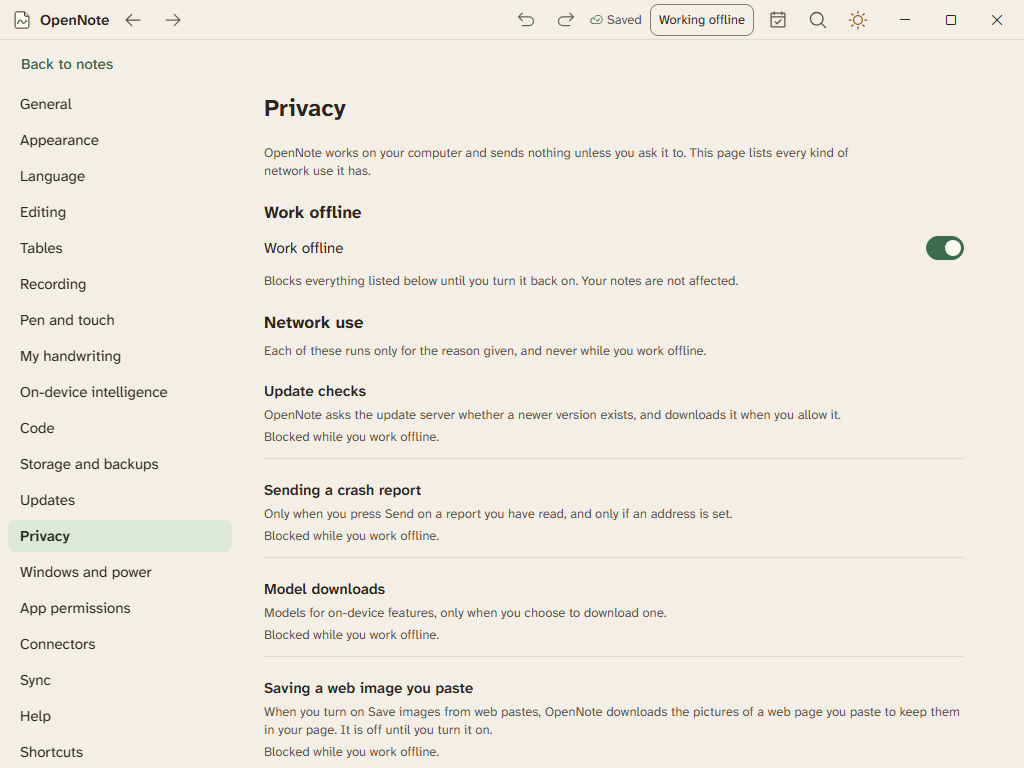 OpenNote
Saved
Working offline
Back to notes
General
Appearance
Language
Editing
Tables
Recording
Pen and touch
My handwriting
On-device intelligence
Code
Storage and backups
Updates
Privacy
Windows and power
App permissions
Connectors
Sync
Help
Shortcuts
Privacy
OpenNote works on your computer and sends nothing unless you ask it to. This page lists every kind of
network use it has.
Work offline
Work offline
Blocks everything listed below until you turn it back on. Your notes are not affected.
Network use
Each of these runs only for the reason given, and never while you work offline.
Update checks
OpenNote asks the update server whether a newer version exists, and downloads it when you allow it.
Blocked while you work offline.
Sending a crash report
Only when you press Send on a report you have read, and only if an address is set.
Blocked while you work offline.
Model downloads
Models for on-device features, only when you choose to download one.
Blocked while you work offline.
Saving a web image you paste
When you turn on Save images from web pastes, OpenNote downloads the pictures of a web page you paste to keep them
in your page. It is off until you turn it on.
Blocked while you work offline.